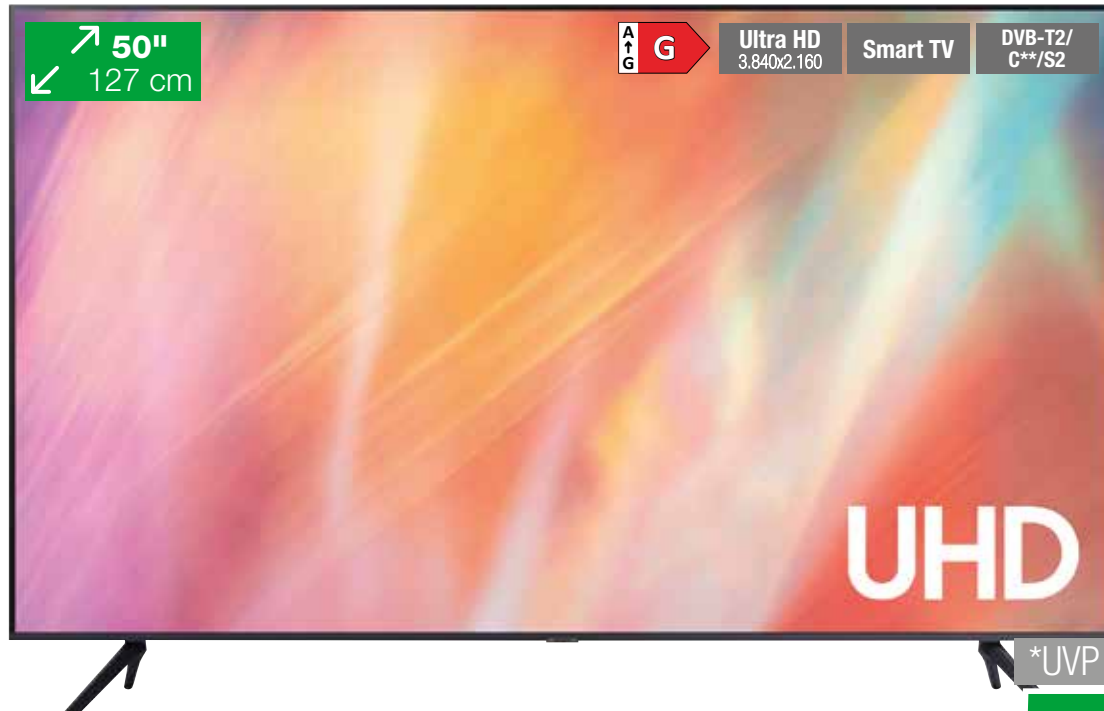 50"
127 cm
A
G
G
Ultra HD
3.840x2.160
Smart TV
DVB-T2/
C**/S2
UHD
*UVP